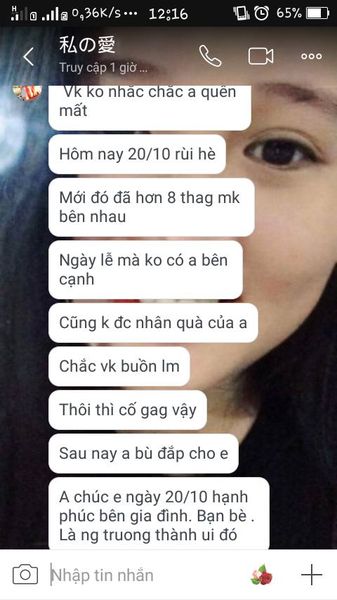 0,36K/s ··· 12:16 65%
私の愛
Truy cập 1 giờ ...
Vk ko nhắc chắc a quên
mất
Hôm nay 20/10 rùi hè
Mới đó đã hơn 8 thag mk
bên nhau
Ngày lễ mà ko có a bên
cạnh
Cũng k đc nhân quà của a
Chắc vk buồn lm
Thôi thì cố gag vậy
Sau nay a bù đắp cho e
A chúc e ngày 20/10 hạnh
phúc bên gia đình. Bạn bè .
Là ng truong thành ui đó
Nhập tin nhắn